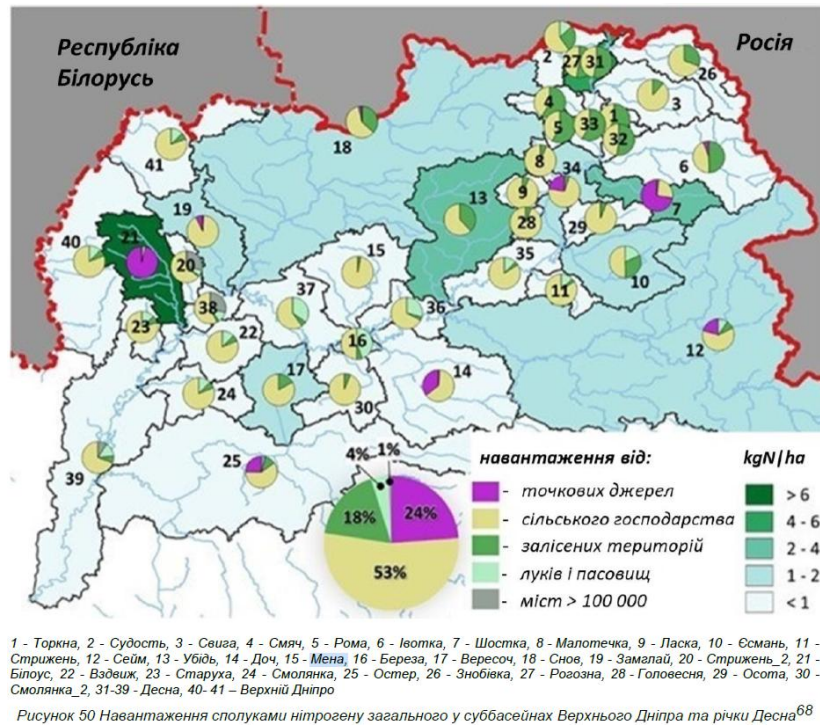 Республіка
Білорусь
Росія
2
27
31
26
3
4
1
5
33
32
18
41
6
8
34
7
13
9
19
28
29
21
40
20
15
35
10
37
11
38
36
23
22
16
12
17
14
24
30
39
25
4%
1%
18%
24%
53%
навантаження від:
- точкових джерел
- сільського господарства
- залісених територій
- луків і пасовищ
- міст > 100 000
kgN|ha
> 6
4 - 6
2 - 4
1 - 2
< 1
1 - Торкна, 2 - Судость, 3 - Свига, 4 - Смяч, 5 - Рома, 6 - Івотка, 7 - Шостка, 8 - Малотечка, 9 - Ласка, 10 - Єсмань, 11 -
Стрижень, 12 - Сейм, 13 - Убідь, 14 - Доч, 15 - Мена, 16 - Береза, 17 - Вересоч, 18 - Снов, 19 - Замглай, 20 - Стрижень_2, 21 -
Білоус, 22 - Вздвиж, 23 - Старуха, 24 - Смолянка, 25 - Остер, 26 - Знобівка, 27 - Рогозна, 28 - Головесня, 29 - Осота, 30 -
Смолянка_2, 31-39 - Десна, 40- 41 – Верхній Дніпро
Рисунок 50 Навантаження сполуками нітрогену загального у суббасейнах Верхнього Дніпра та річки Десна68